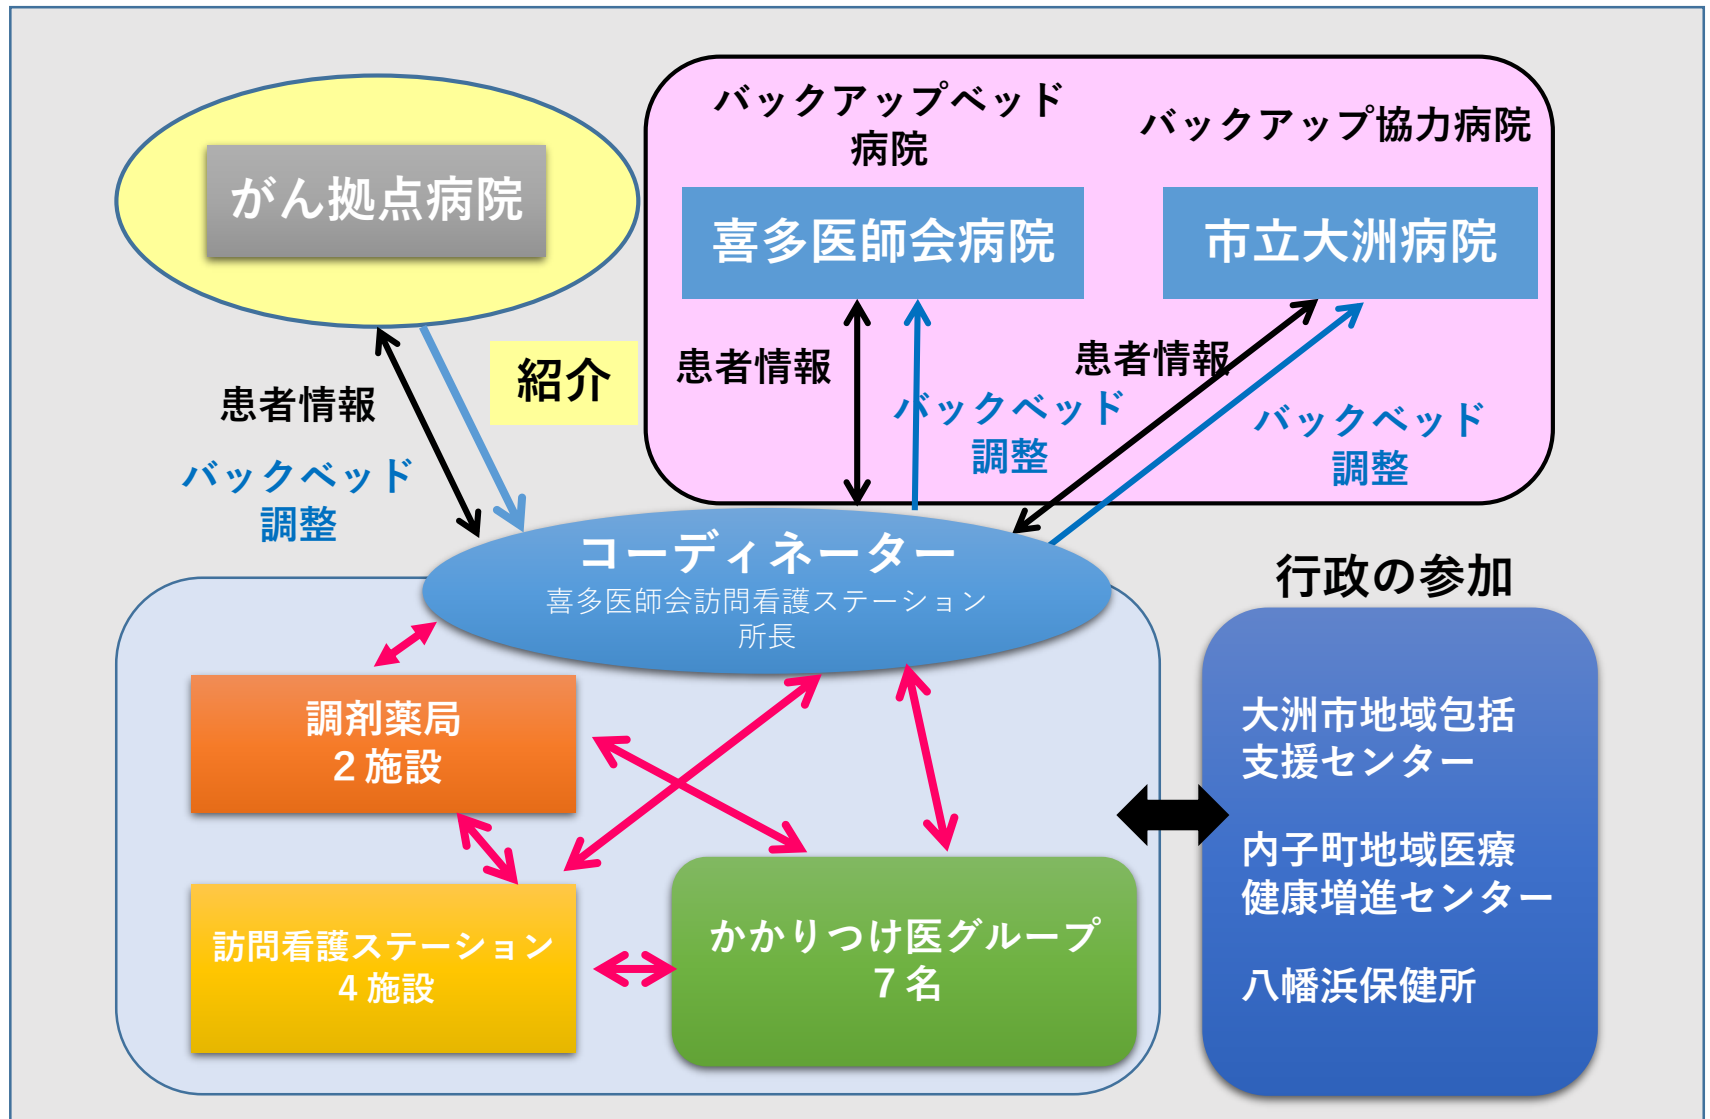 がん拠点病院
バックアップベッド
病院
喜多医師会病院
バックアップ協力病院
市立大洲病院
患者情報
バックベッド
調整
紹介
患者情報
バックベッド
調整
患者情報
バックベッド
調整
コーディネーター
喜多医師会訪問看護ステーション
所長
調剤薬局
２施設
訪問看護ステーション
４施設
かかりつけ医グループ
７名
行政の参加
大洲市地域包括
支援センター
内子町地域医療
健康増進センター
八幡浜保健所